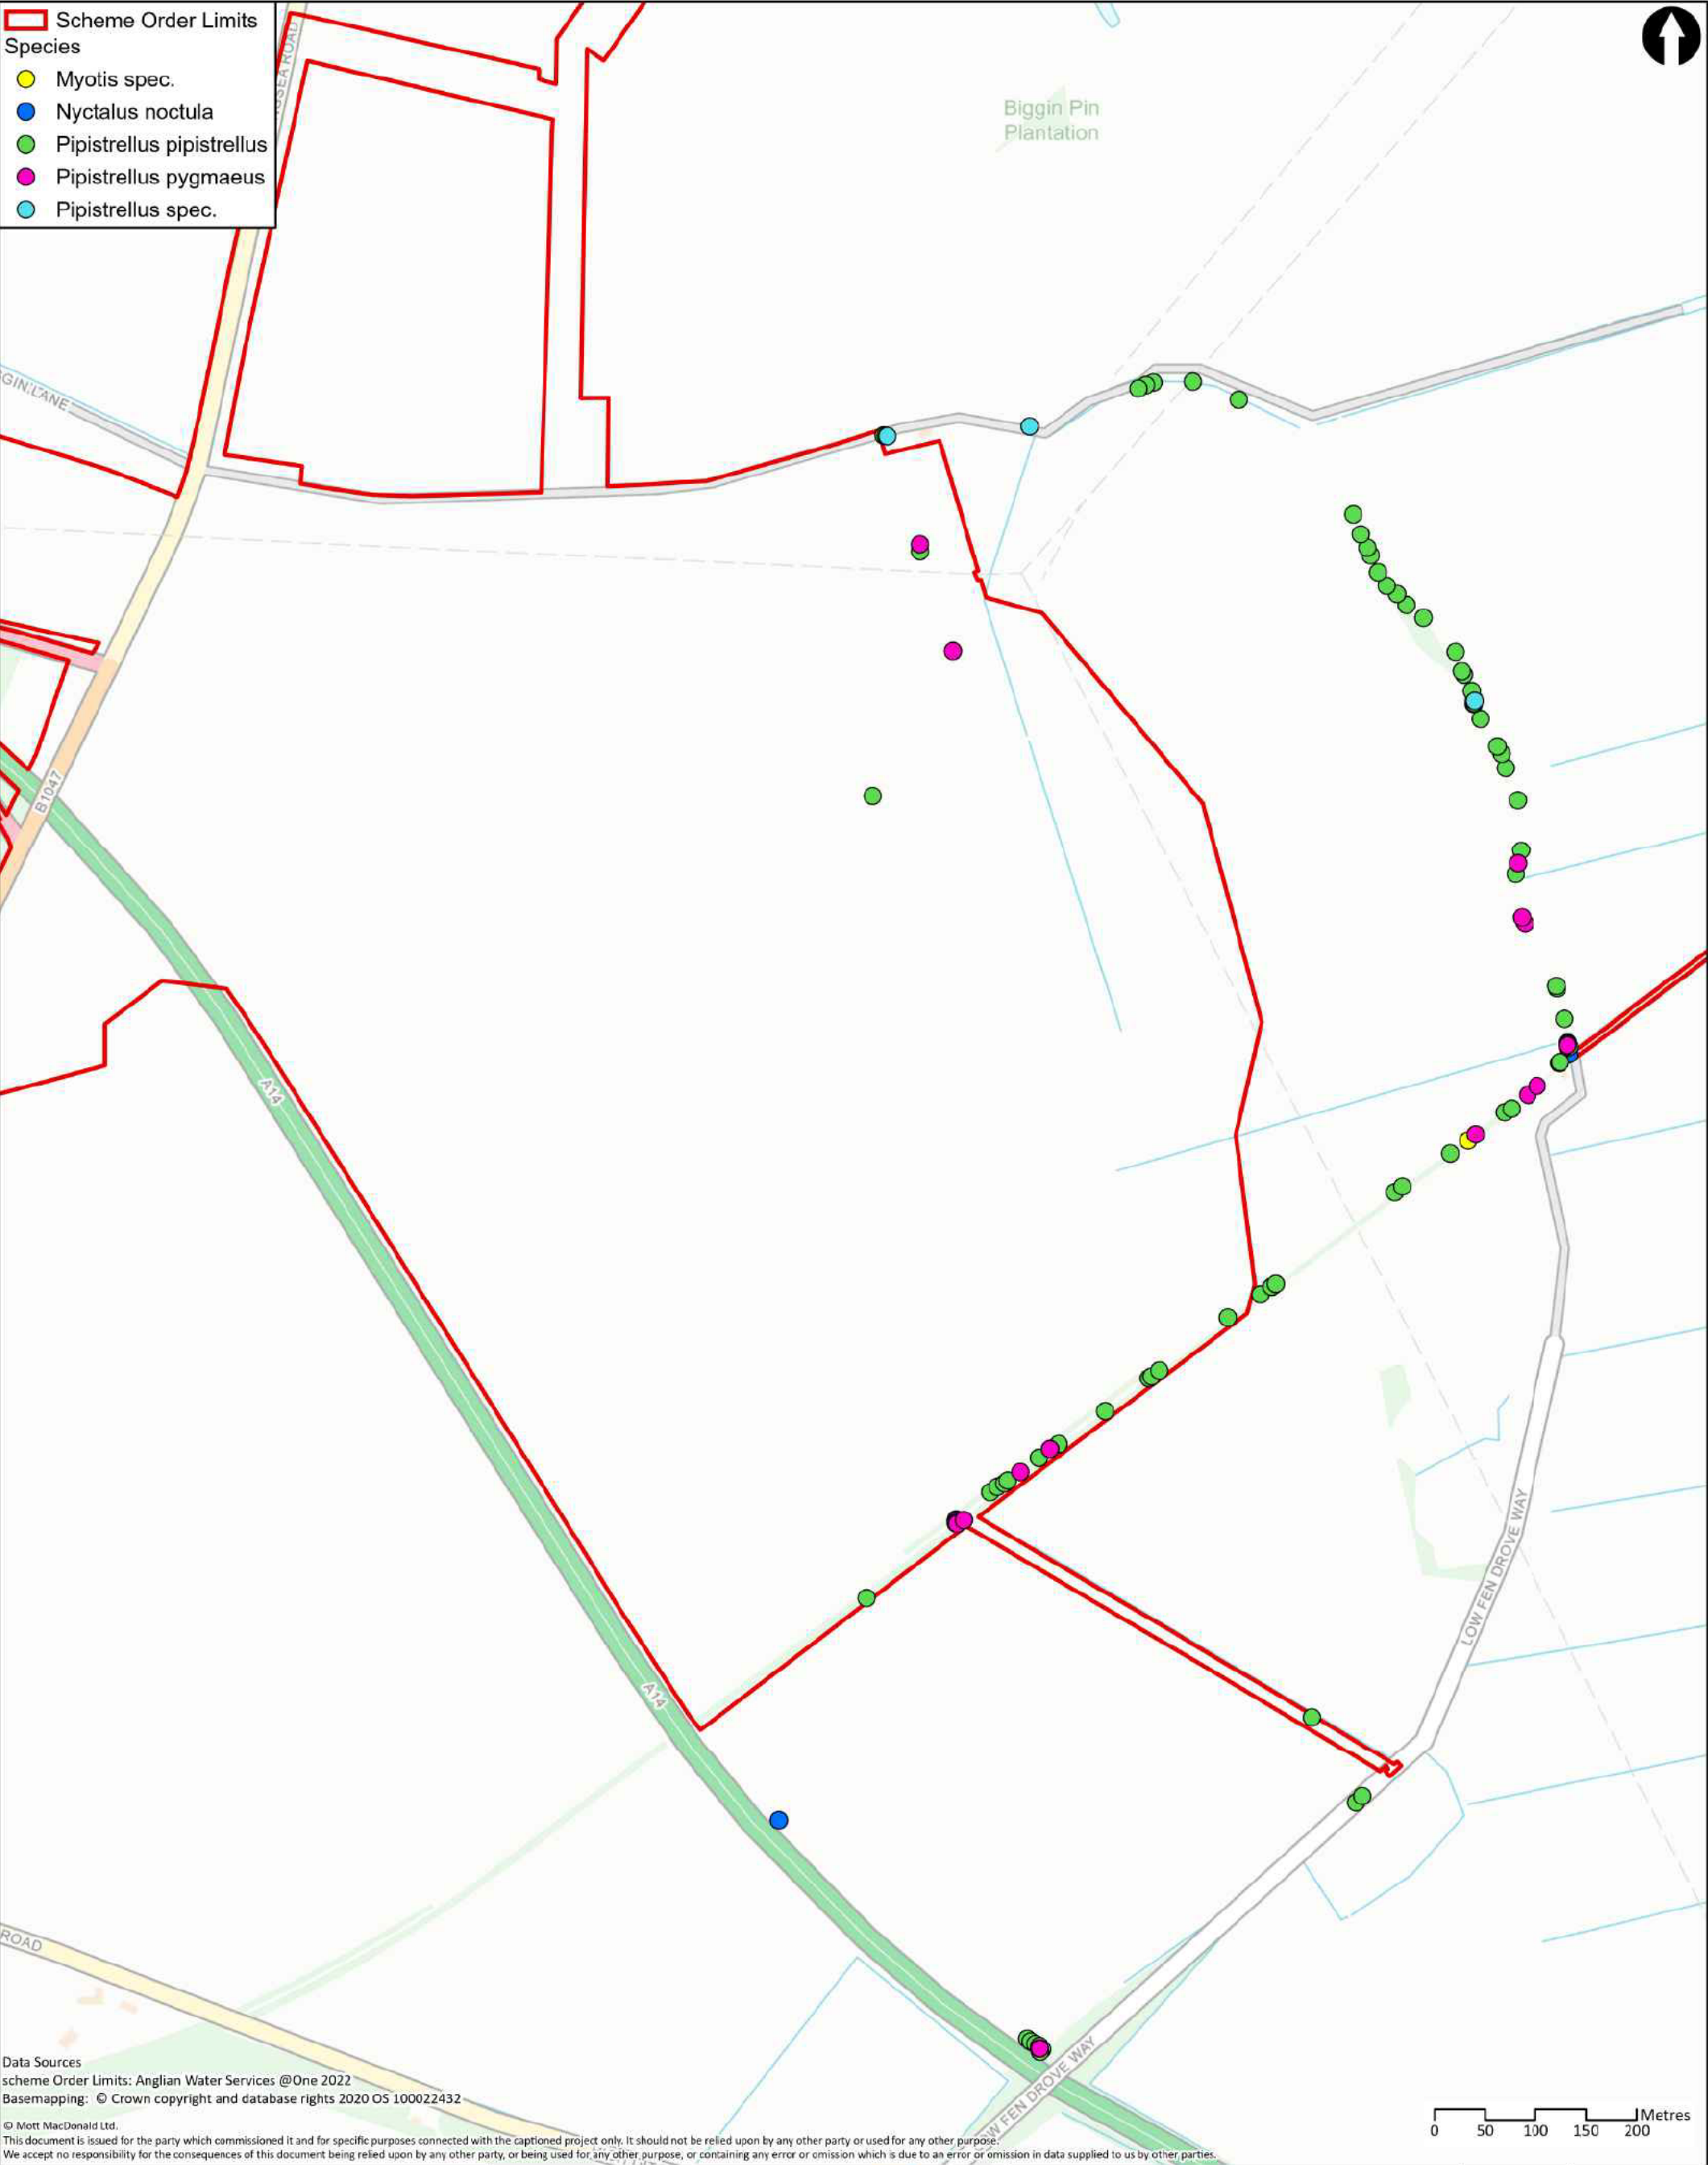 Scheme Order Limits
Species
Myotis spec.
Nyctalus noctula
Pipistrellus pipistrellus
Pipistrellus pygmaeus
Pipistrellus spec.
ROAD
Biggin Pin
Plantation
LANE
B1047
A14
A14
LOW FEN DROVE WAY
ROAD
FEN DROVE WAY
Data Sources
scheme Order Limits: Anglian Water Services @One 2022
Basemapping: © Crown copyright and database rights 2020 OS 100022432
© Mott MacDonald Ltd.
This document is issued for the party which commissioned it and for specific purposes connected with the captioned project only. It should not be relied upon by any other party or used for any other purpose.
We accept no responsibility for the consequences of this document being relied upon by any other party, or being used for any other purpose, or containing any error or omission which is due to an error or omission in data supplied to us by other parties.
Metres
0 50 100 150 200